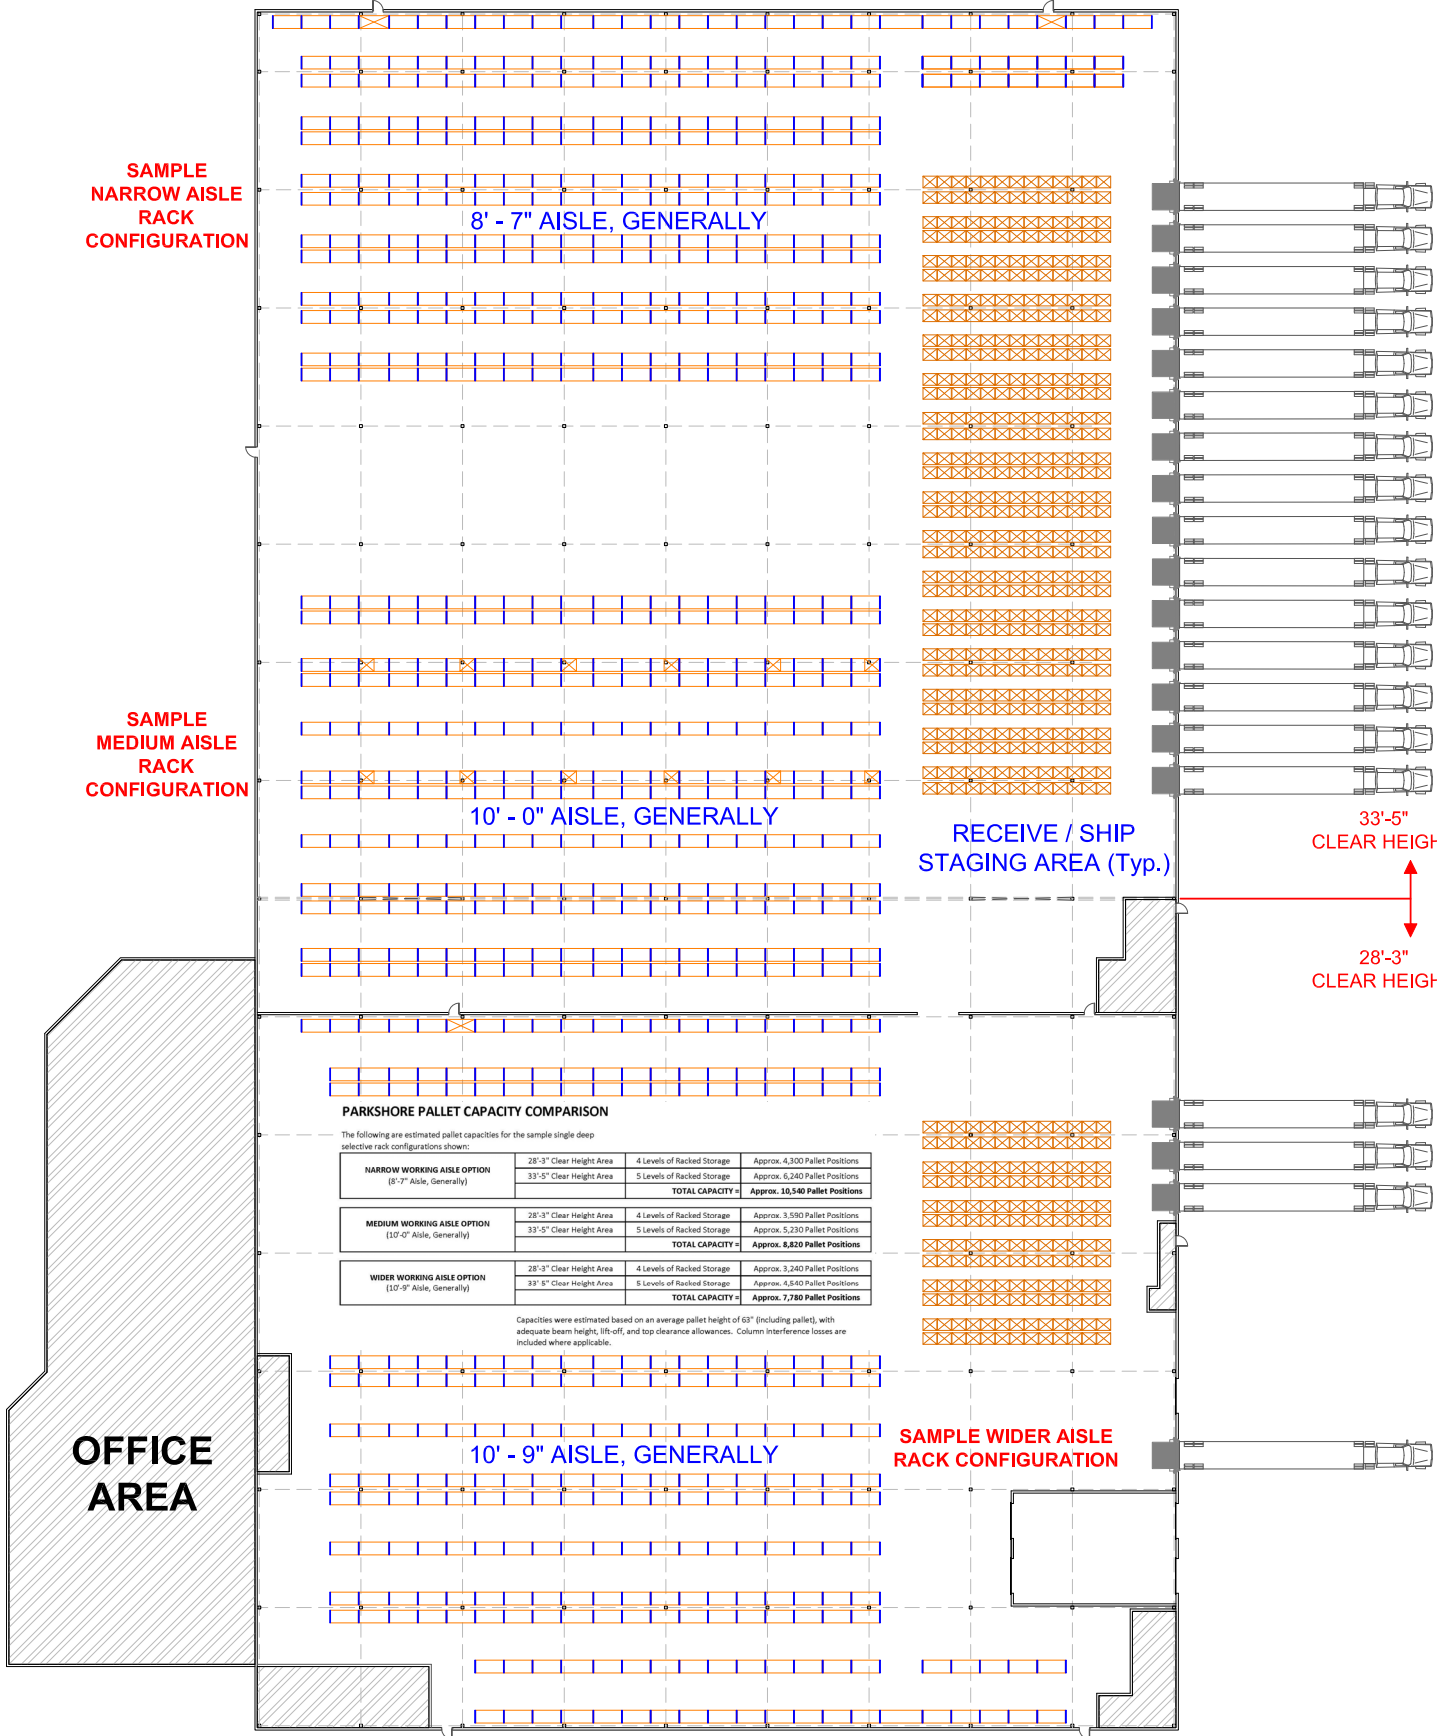 SAMPLE
NARROW AISLE
RACK
CONFIGURATION
8' - 7" AISLE, GENERALLY
SAMPLE
MEDIUM AISLE
RACK
CONFIGURATION
10' - 0" AISLE, GENERALLY
RECEIVE / SHIP
STAGING AREA (Typ.)
33'-5"
CLEAR HEIGH
28'-3"
CLEAR HEIGH
PARKSHORE PALLET CAPACITY COMPARISON
The following are estimated pallet capacities for the sample single deep
selective rack configurations shown:
NARROW WORKING AISLE OPTION
(8'-7" Aisle, Generally)
28'-3" Clear Height Area 4 Levels of Racked Storage Approx. 4,300 Pallet Positions
33'-5" Clear Height Area 5 Levels of Racked Storage Approx. 6,240 Pallet Positions
TOTAL CAPACITY = Approx. 10,540 Pallet Positions
MEDIUM WORKING AISLE OPTION
(10'-0" Aisle, Generally)
28'-3" Clear Height Area 4 Levels of Racked Storage Approx. 3,590 Pallet Positions
33'-5" Clear Height Area 5 Levels of Racked Storage Approx. 5,230 Pallet Positions
TOTAL CAPACITY = Approx. 8,820 Pallet Positions
WIDER WORKING AISLE OPTION
(10'-9" Aisle, Generally)
28'-3" Clear Height Area 4 Levels of Racked Storage Approx. 3,240 Pallet Positions
33'-5" Clear Height Area 5 Levels of Racked Storage Approx. 4,540 Pallet Positions
TOTAL CAPACITY = Approx. 7,780 Pallet Positions
Capacities were estimated based on an average pallet height of 63" (including pallet), with
adequate beam height, lift-off, and top clearance allowances. Column interference losses are
included where applicable.
OFFICE
AREA
10' - 9" AISLE, GENERALLY
SAMPLE WIDER AISLE
RACK CONFIGURATION